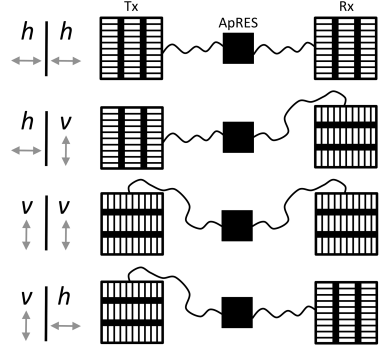 Tx ApRES Rx
h | h
h | v
v | v
v | h